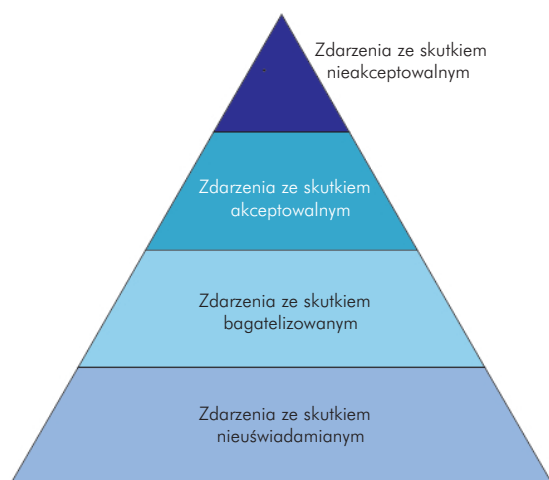 Zdarzenia ze skutkiem
nieakceptowalnym
Zdarzenia ze skutkiem
akceptowalnym
Zdarzenia ze skutkiem
bagatelizowanym
Zdarzenia ze skutkiem
nieuświadamianym